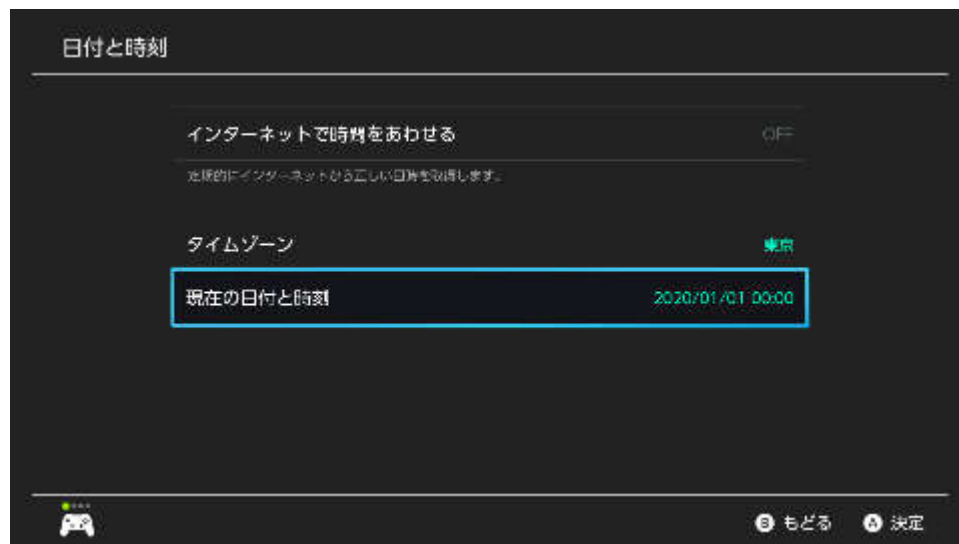 日付と時刻
インターネットで時間をあわせる OFF
定期的にインターネットから正しい日時を取得します。
タイムゾーン 東京
現在の日付と時刻 2020/01/01 00:00
B もどる A 決定